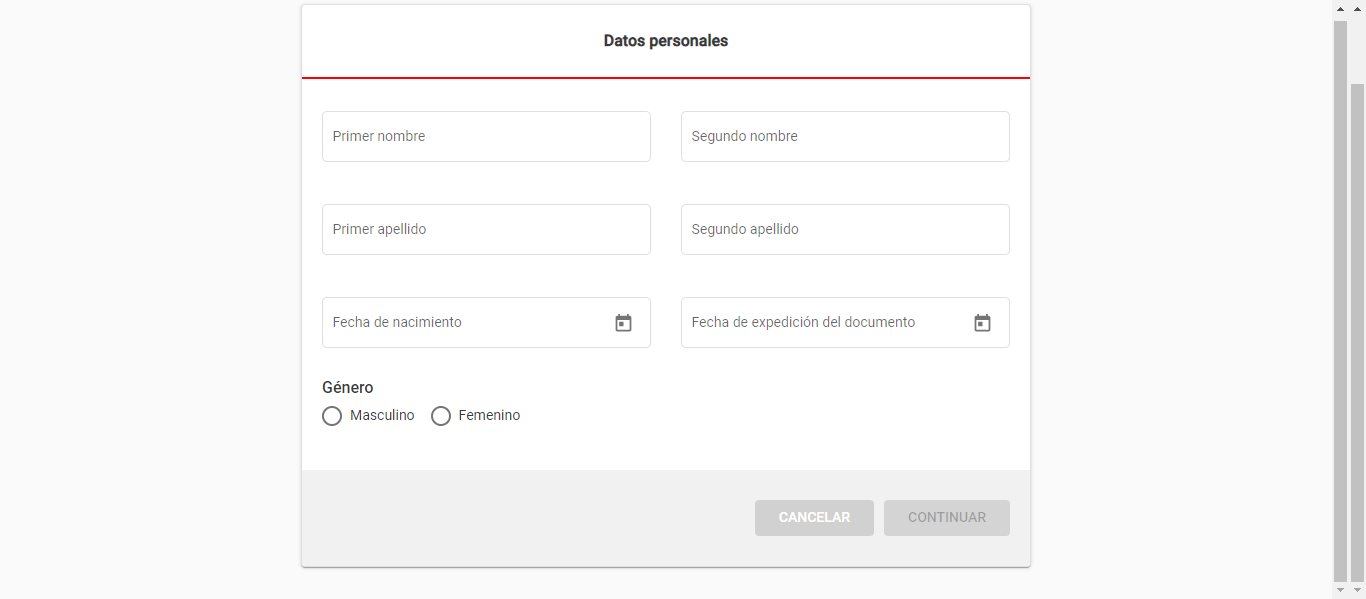 Datos personales
Primer nombre
Segundo nombre
Primer apellido
Segundo apellido
Fecha de nacimiento
Fecha de expedición del documento
Género
Masculino Femenino
CANCELAR CONTINUAR